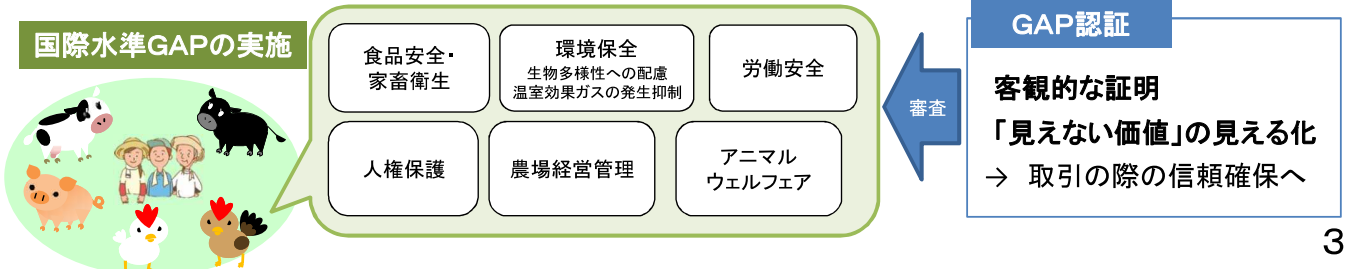 国際水準GAPの実施
食品安全・
家畜衛生
環境保全
生物多様性への配慮
温室効果ガスの発生抑制
労働安全
人権保護
農場経営管理
アニマル
ウェルフェア
審査
GAP認証
客観的な証明
「見えない価値」の見える化
→ 取引の際の信頼確保へ
3